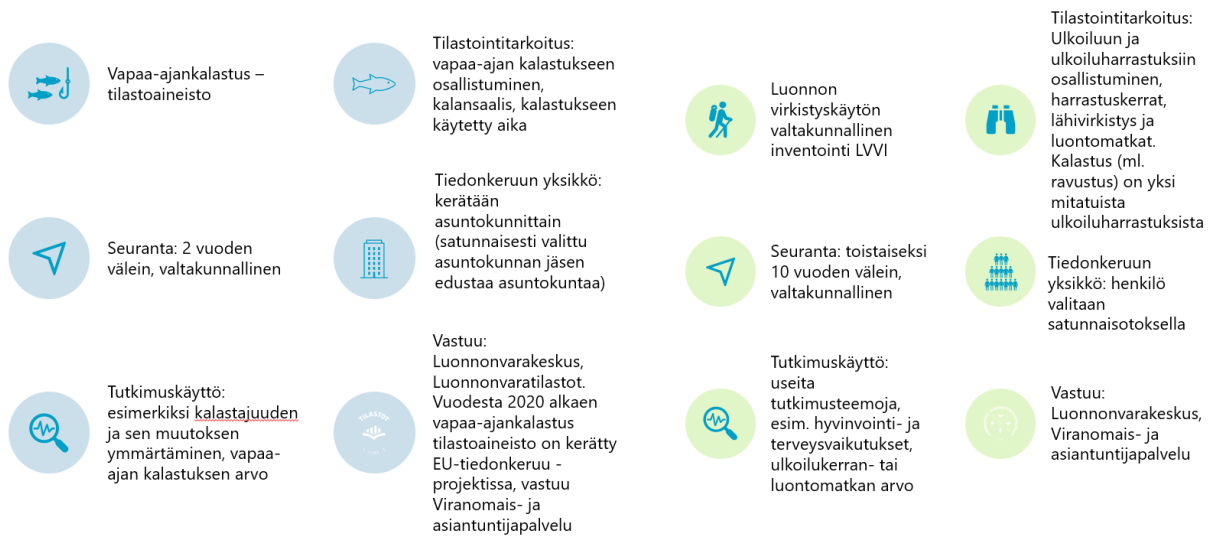 Vapaa-ajankalastus –
tilastoaineisto
Tilastointitarkoitus:
vapaa-ajan kalastukseen
osallistuminen,
kalansaalis, kalastukseen
käytetty aika
Seuranta: 2 vuoden
välein, valtakunnallinen
Tiedonkeruun yksikkö:
kerätään
asuntokunnittain
(satunnaisesti valittu
asuntokunnan jäsen
edustaa asuntokuntaa)
Tutkimuskäyttö:
esimerkiksi kalastajuuden
ja sen muutoksen
ymmärtäminen, vapaa-
ajan kalastuksen arvo
TILASTOT
Vastuu:
Luonnonvarakeskus,
Luonnonvaratilastot.
Vuodesta 2020 alkaen
vapaa-ajankalastus
tilastoaineisto on kerätty
EU-tiedonkeruu -
projektissa, vastuu
Viranomais- ja
asiantuntijapalvelu
Luonnon
virkistyskäytön
valtakunnallinen
inventointi LVVI
Tilastointitarkoitus:
Ulkoiluun ja
ulkoiluharrastuksiin
osallistuminen,
harrastuskerrat,
lähivirkistys ja
luontomatkat.
Kalastus (ml.
ravustus) on yksi
mitatuista
ulkoiluharrastuksista
Seuranta: toistaiseksi
10 vuoden välein,
valtakunnallinen
Tiedonkeruun
yksikkö: henkilö
valitaan
satunnaisotoksella
Tutkimuskäyttö:
useita
tutkimusteemoja,
esim. hyvinvointi- ja
terveysvaikutukset,
ulkoilukerran- tai
luontomatkan arvo
Vastuu:
Luonnonvarakeskus,
Viranomais- ja
asiantuntijapalvelu